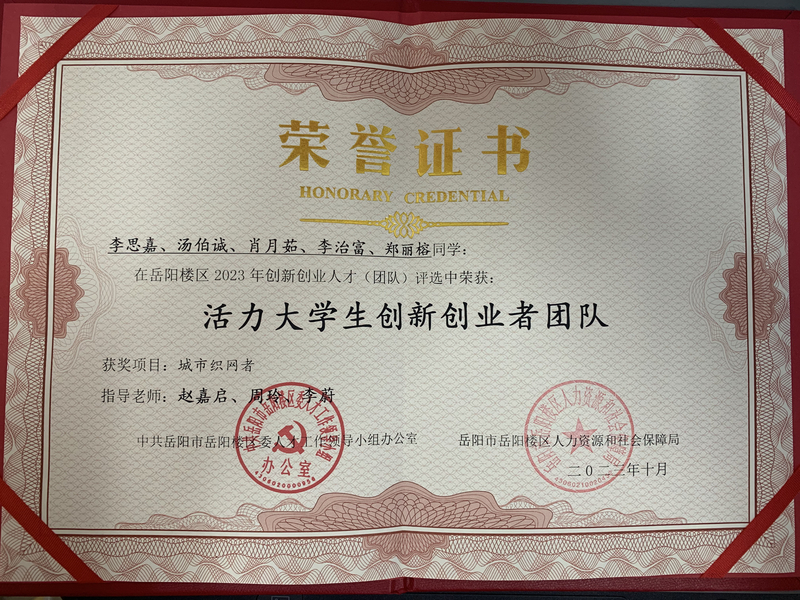 荣誉证书
HONORARY CREDENTIAL
李思嘉、汤伯诚、肖月茹、李治富、郑丽榕同学：
在岳阳楼区2023年创新创业人才（团队）评选中荣获：
活力大学生创新创业者团队
获奖项目：城市织网者
指导老师：赵嘉启、周玲、李蔚
中共岳阳市岳阳楼区委人才工作领导小组办公室
岳阳市岳阳楼区人力资源和社会保障局
二〇二三年十月
办公室